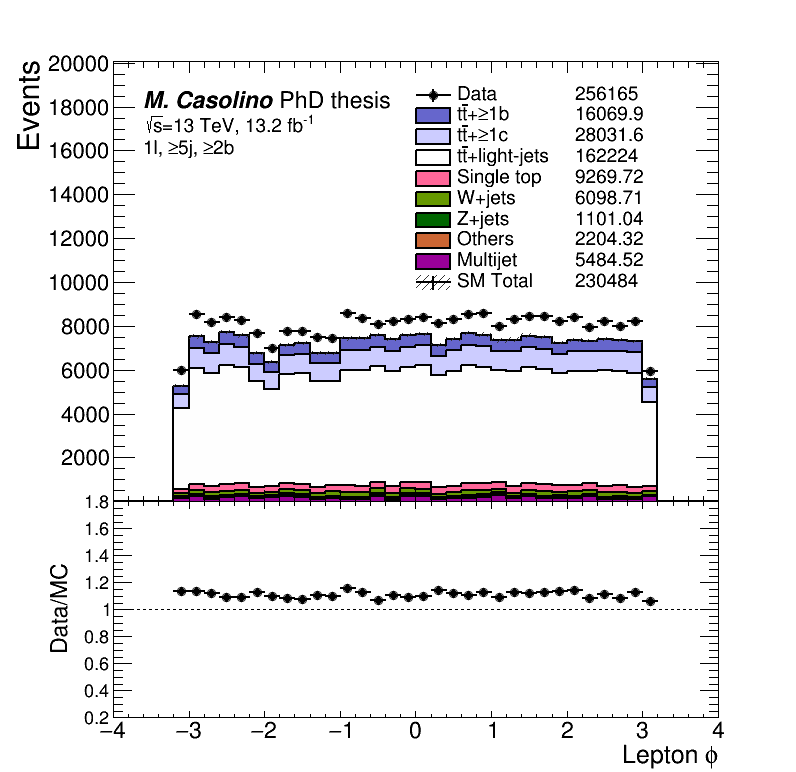 Events
20000
18000
16000
14000
12000
10000
8000
6000
4000
2000
M. Casolino PhD thesis
√s=13 TeV, 13.2 fb⁻¹
1l, ≥5j, ≥2b
Data 256165
tt̄+≥1b 16069.9
tt̄+≥1c 28031.6
tt̄+light-jets 162224
Single top 9269.72
W+jets 6098.71
Z+jets 1101.04
Others 2204.32
Multijet 5484.52
SM Total 230484
Data/MC
1.8
1.6
1.4
1.2
1
0.8
0.6
0.4
0.2
−4 −3 −2 −1 0 1 2 3 4
Lepton ϕ